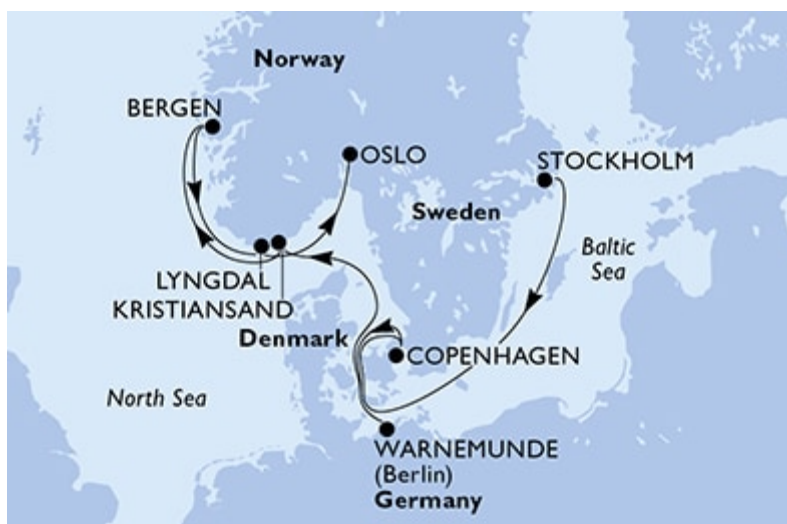 Norway
BERGEN
OSLO
STOCKHOLM
Sweden
Baltic
Sea
LYNGDAL
KRISTIANSAND
Denmark
COPENHAGEN
North Sea
WARNEMUNDE
(Berlin)
Germany